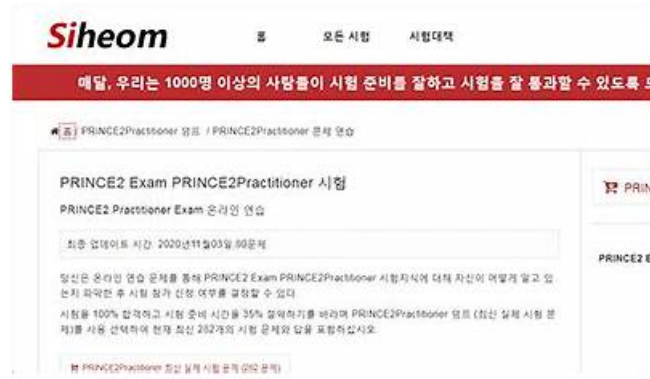 Siheom
홈 모든 시험 시험대책
매달, 우리는 1000명 이상의 사람들이 시험 준비를 잘하고 시험을 잘 통과할 수 있도록
홈 PRINCE2Practitioner 덤프 / PRINCE2Practitioner 문제 연습
PRINCE2 Exam PRINCE2Practitioner 시험
PRIN
PRINCE2 Practitioner Exam 온라인 연습
최종 업데이트 시간: 2020년11월03일,60문제
PRINCE2 E
당신은 온라인 연습 문제를 통해 PRINCE2 Exam PRINCE2Practitioner 시험지식에 대해 자신이 어떻게 알고 있
는지 파악한 후 시험 참가 신청 여부를 결정할 수 있다.
시험을 100% 합격하고 시험 준비 시간을 35% 절약하기를 바라며 PRINCE2Practitioner 덤프 (최신 실제 시험 문
제)를 사용 선택하여 현재 최신 282개의 시험 문제와 답을 포함하십시오.
PRINCE2Practitioner 최신 실제 시험 문제 (282 문제)